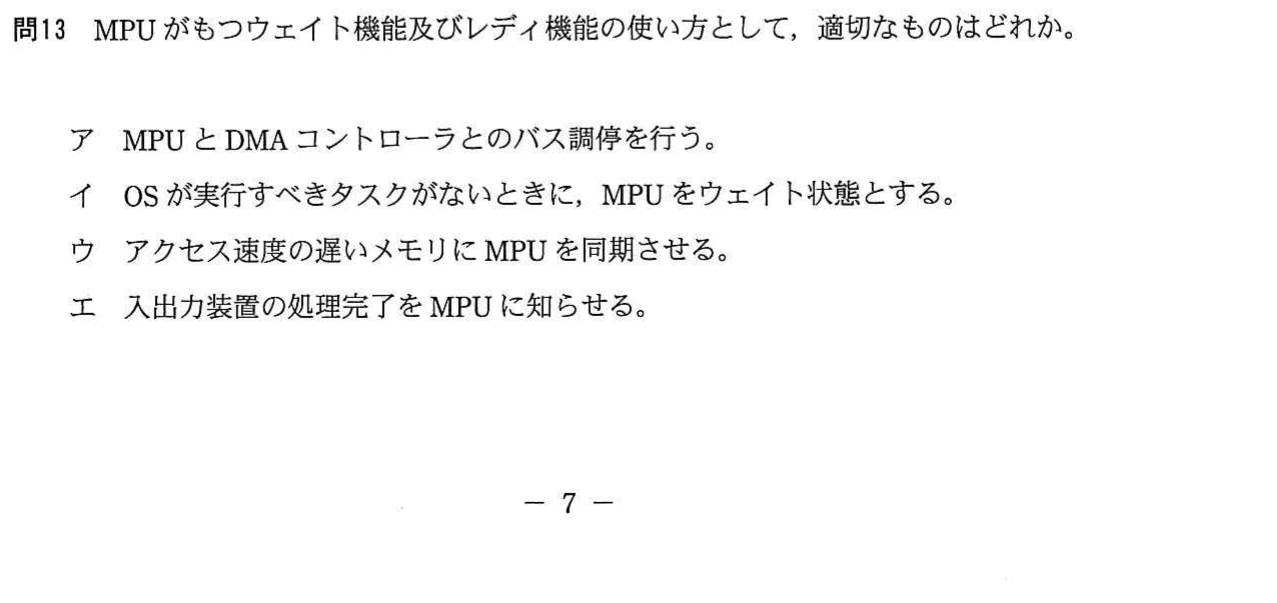 問13 MPU がもつウェイト機能及びレディ機能の使い方として，適切なものはどれか。
ア MPU と DMA コントローラとのバス調停を行う。
イ OS が実行すべきタスクがないときに，MPU をウェイト状態とする。
ウ アクセス速度の遅いメモリに MPU を同期させる。
エ 入出力装置の処理完了を MPU に知らせる。
－ 7 －